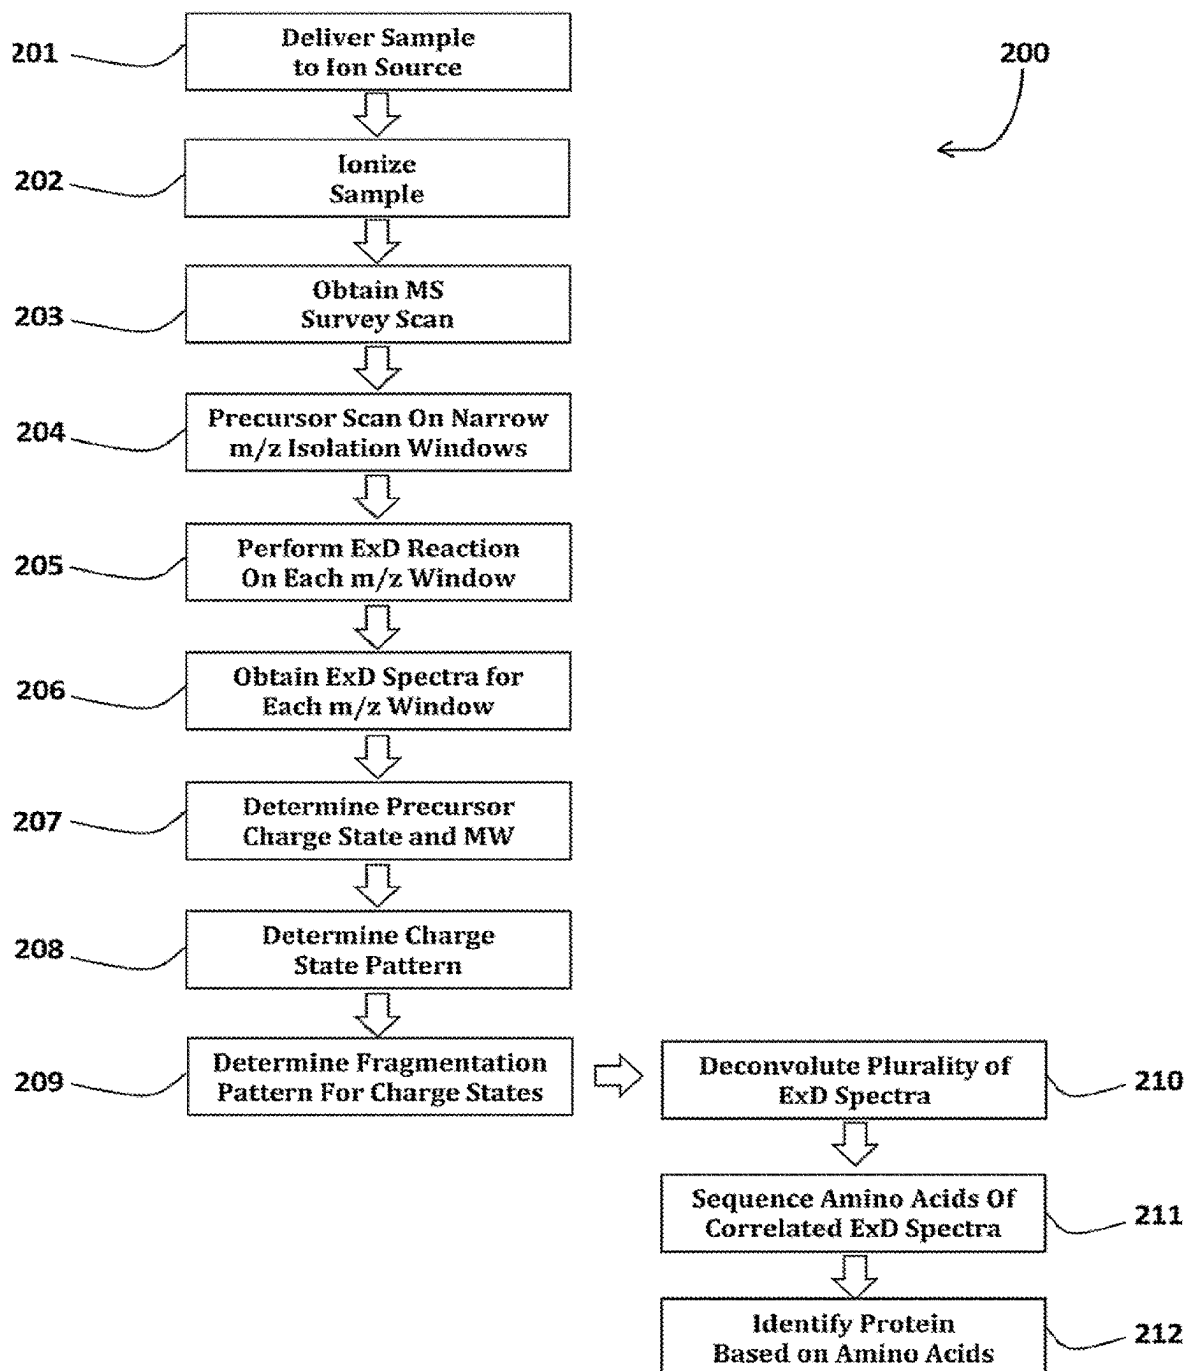 201
Deliver Sample
to Ion Source
200
202
Ionize
Sample
203
Obtain MS
Survey Scan
204
Precursor Scan On Narrow
m/z Isolation Windows
205
Perform ExD Reaction
On Each m/z Window
206
Obtain ExD Spectra for
Each m/z Window
207
Determine Precursor
Charge State and MW
208
Determine Charge
State Pattern
209
Determine Fragmentation
Pattern For Charge States
Deconvolute Plurality of
ExD Spectra
210
Sequence Amino Acids Of
Correlated ExD Spectra
211
Identify Protein
Based on Amino Acids
212